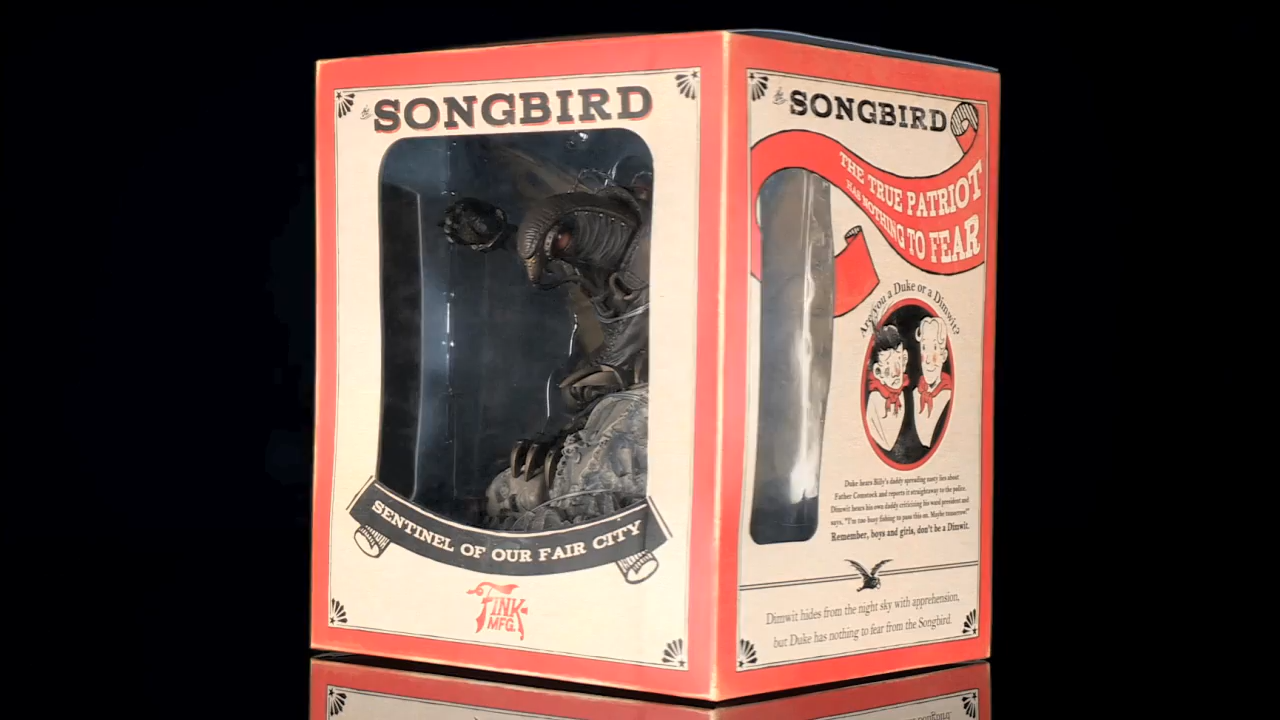 the SONGBIRD
SENTINEL OF OUR FAIR CITY
FINK
MFG.
the SONGBIRD
THE TRUE PATRIOT
HAS NOTHING TO FEAR
Are you a Duke or a Dimwit?
Duke hears Billy's daddy spreading nasty lies about
Father Comstock and reports it straightaway to the police.
Dimwit hears his own daddy criticizing his ward president and
says, "I'm too busy fishing to pass this on. Maybe tomorrow!"
Remember, boys and girls, don't be a Dimwit.
Dimwit hides from the night sky with apprehension,
but Duke has nothing to fear from the Songbird.